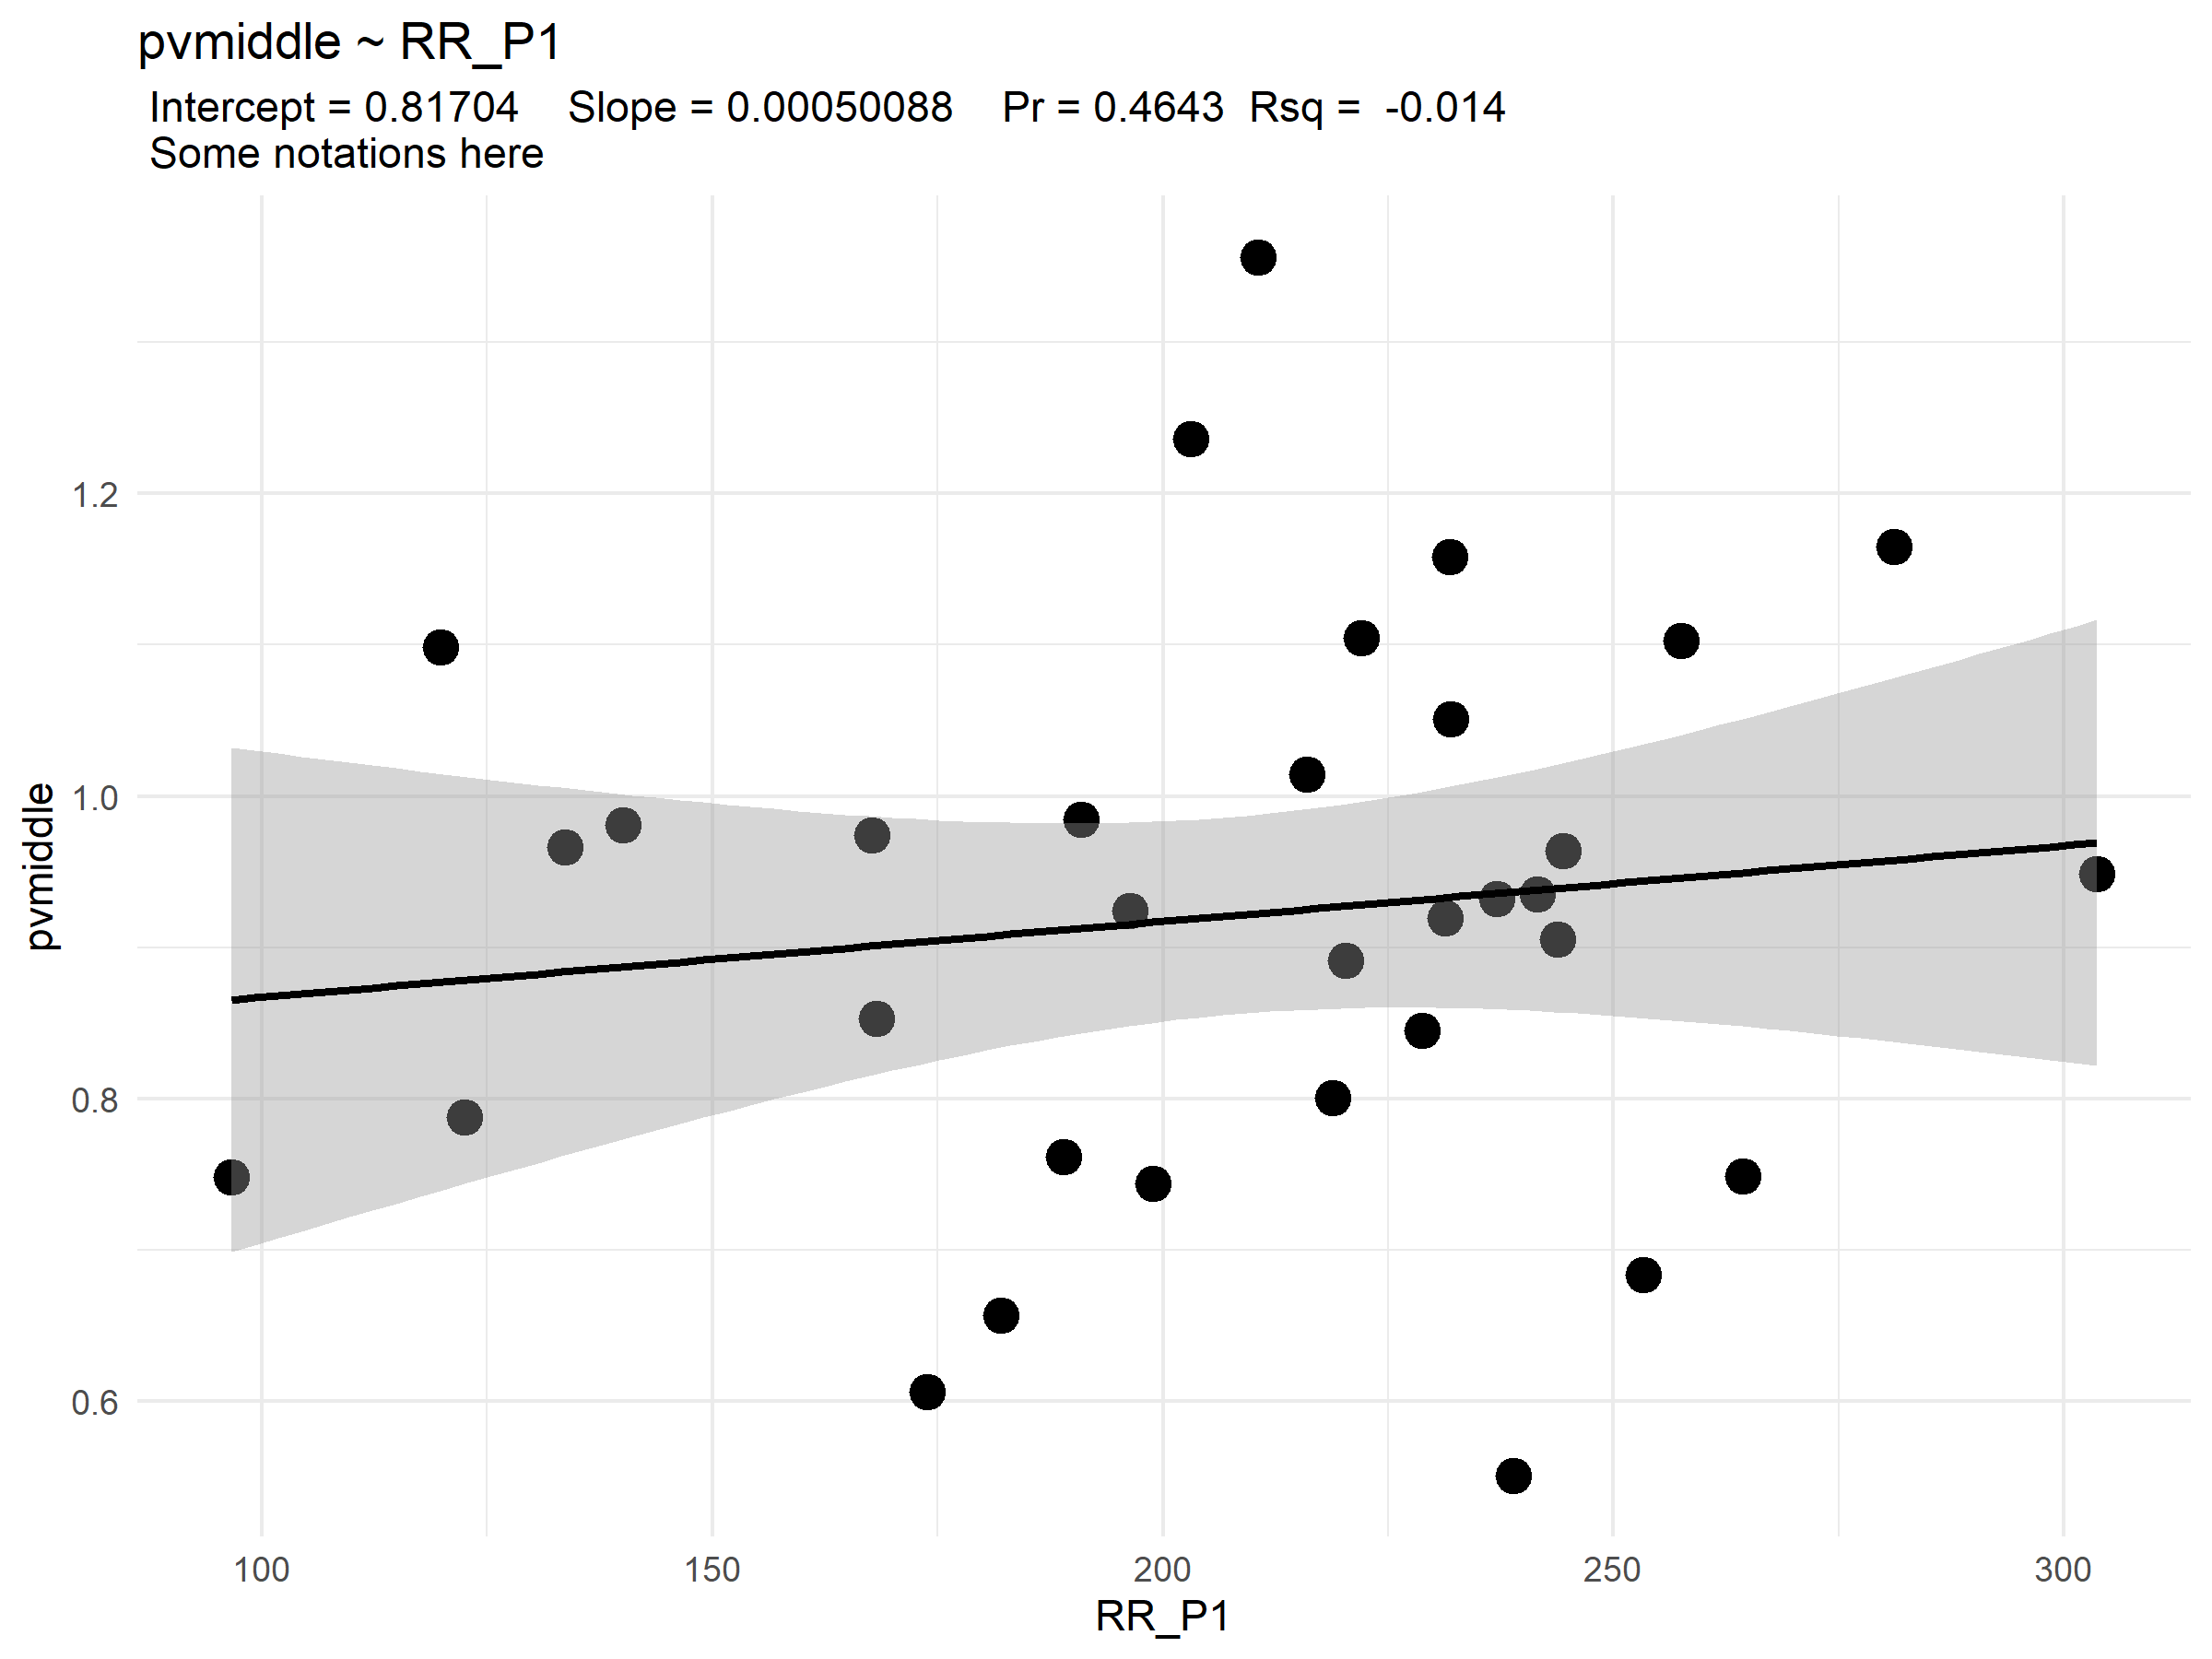 pvmiddle ~ RR_P1
Intercept = 0.81704 Slope = 0.00050088 Pr = 0.4643 Rsq = -0.014
Some notations here
1.2
1.0
0.8
0.6
pvmiddle
100 150 200 250 300
RR_P1